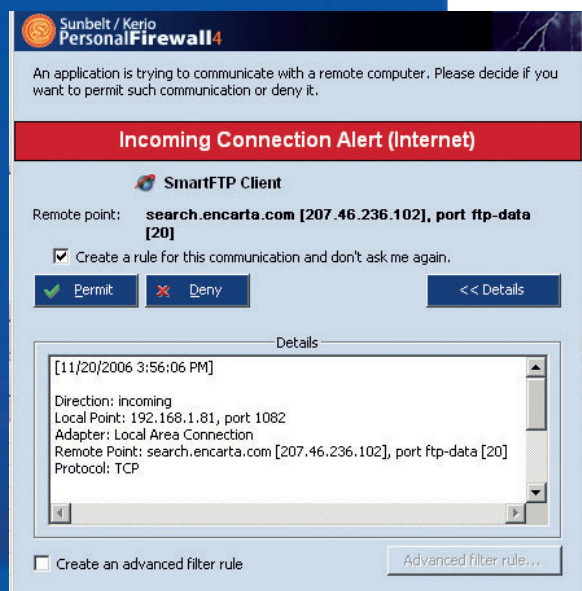 Sunbelt / Kerio
PersonalFirewall4
An application is trying to communicate with a remote computer. Please decide if you
want to permit such communication or deny it.
Incoming Connection Alert (Internet)
SmartFTP Client
Remote point: search.encarta.com [207.46.236.102], port ftp-data
[20]
Create a rule for this communication and don't ask me again.
Permit Deny << Details
Details
[11/20/2006 3:56:06 PM]
Direction: incoming
Local Point: 192.168.1.81, port 1082
Adapter: Local Area Connection
Remote Point: search.encarta.com [207.46.236.102], port ftp-data [20]
Protocol: TCP
Create an advanced filter rule Advanced filter rule...